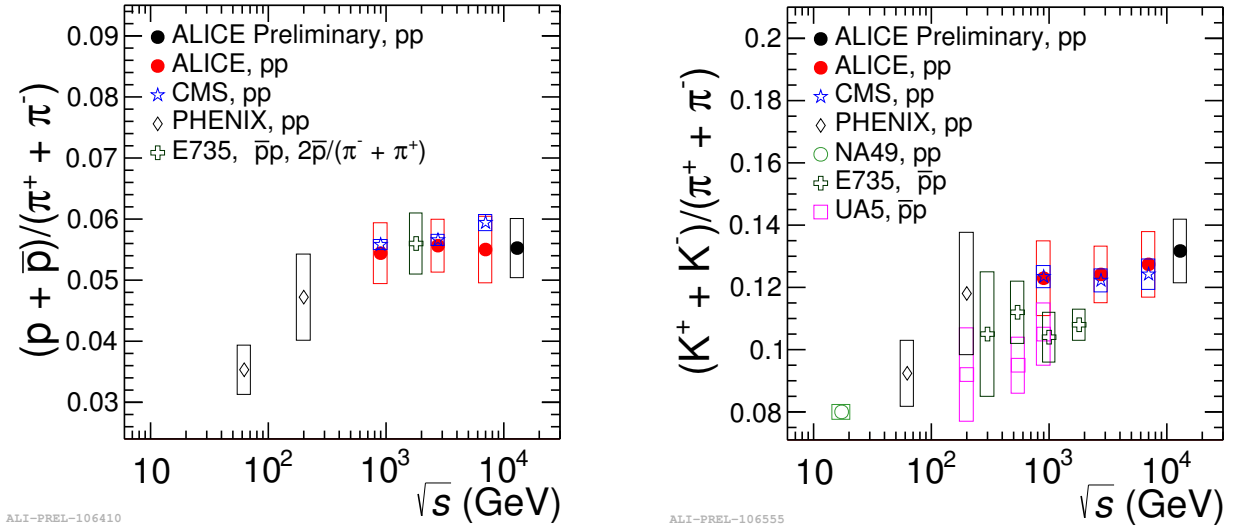 (p + p̅)/(π⁺ + π⁻)
0.09
0.08
0.07
0.06
0.05
0.04
0.03
ALICE Preliminary, pp
ALICE, pp
CMS, pp
PHENIX, pp
E735, p̅p, 2p̅/(π⁻ + π⁺)
10
10²
10³
10⁴
√s (GeV)
ALI-PREL-106410
(K⁺ + K⁻)/(π⁺ + π⁻)
0.2
0.18
0.16
0.14
0.12
0.1
0.08
ALICE Preliminary, pp
ALICE, pp
CMS, pp
PHENIX, pp
NA49, pp
E735, p̅p
UA5, p̅p
10
10²
10³
10⁴
√s (GeV)
ALI-PREL-106555